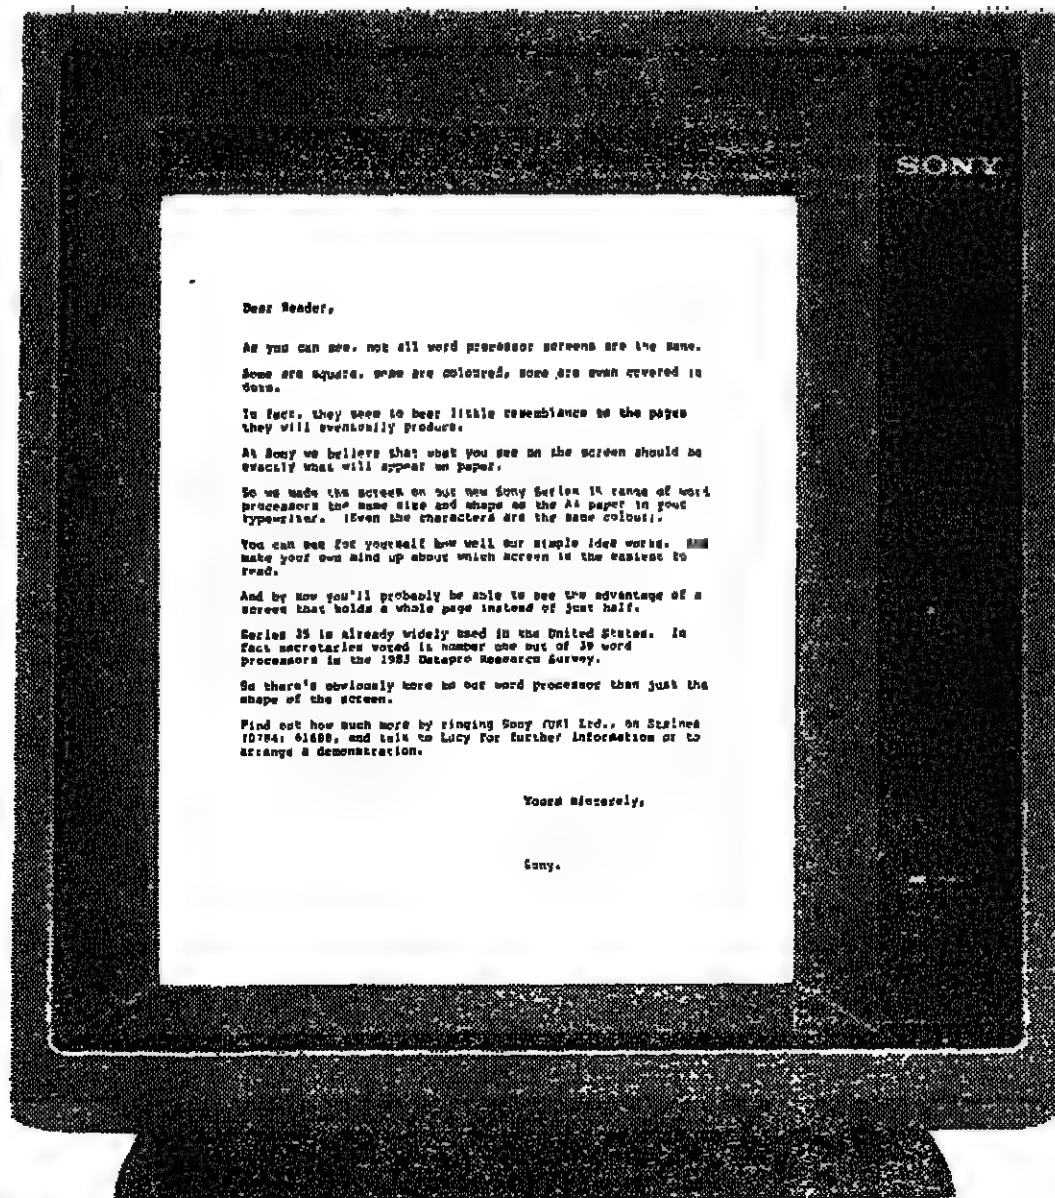 SONY
Dear Reader,
As you can see, not all word processor screens are the same.
Some are square, some are coloured, some are even covered in
dots.
In fact, they seem to bear little resemblance to the pages
they will eventually produce.
At Sony we believe that what you see on the screen should be
exactly what will appear on paper.
So we made the screen on our new Sony Series 35 range of word
processors the same size and shape as the A4 paper in your
typewriter. (Even the characters are the same colour).
You can see for yourself how well our simple idea works. And
make your own mind up about which screen is the easiest to
read.
And by now you'll probably be able to see the advantage of a
screen that holds a whole page instead of just half.
Series 35 is already widely used in the United States. In
fact secretaries voted it number one out of 39 word
processors in the 1983 Datapro Research Survey.
So there's obviously more to our word processor than just the
shape of the screen.
Find out how much more by ringing Sony (UK) Ltd., on Staines
(0784) and talk to Lucy for further information or to
arrange a demonstration.
Yours sincerely,
Sony.